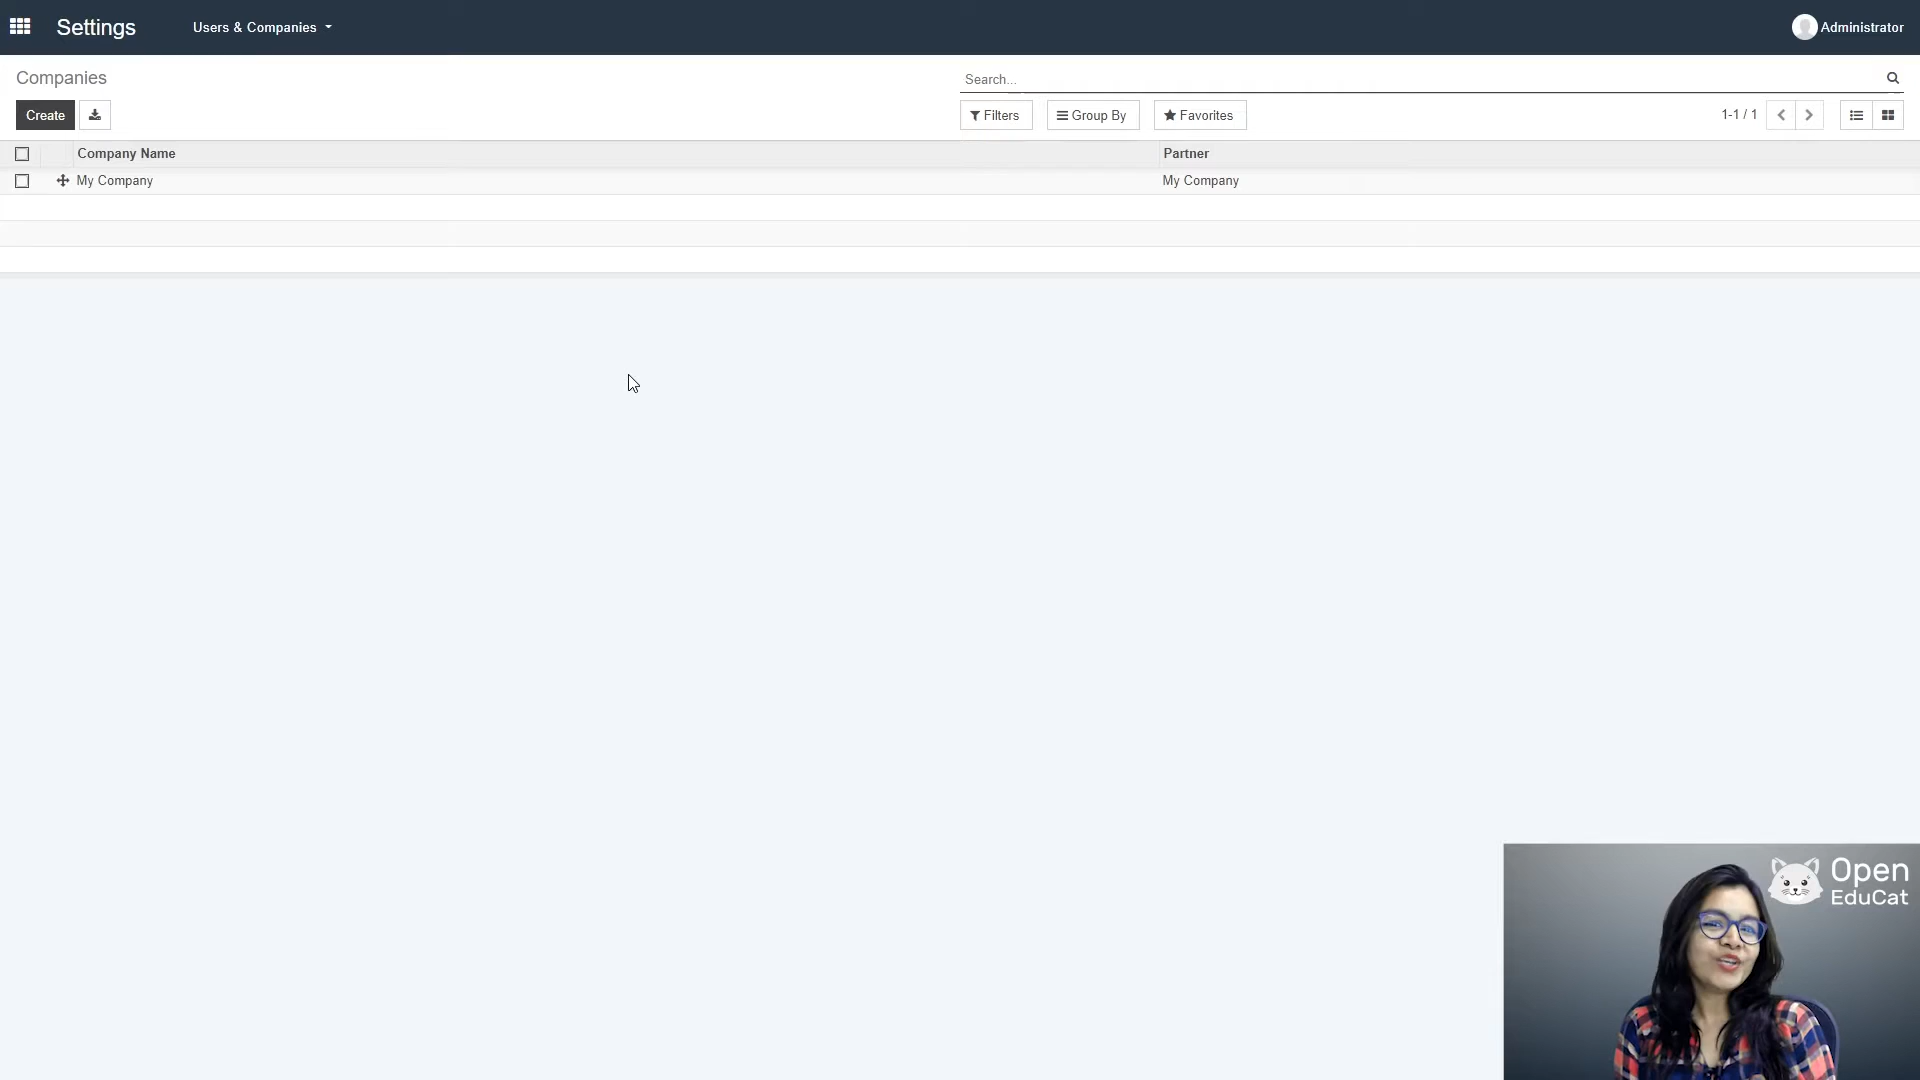 Settings
Users & Companies
Administrator
Companies
Search...
Create
Filters
Group By
Favorites
1-1 / 1
Company Name
Partner
My Company
My Company
Open
EduCat